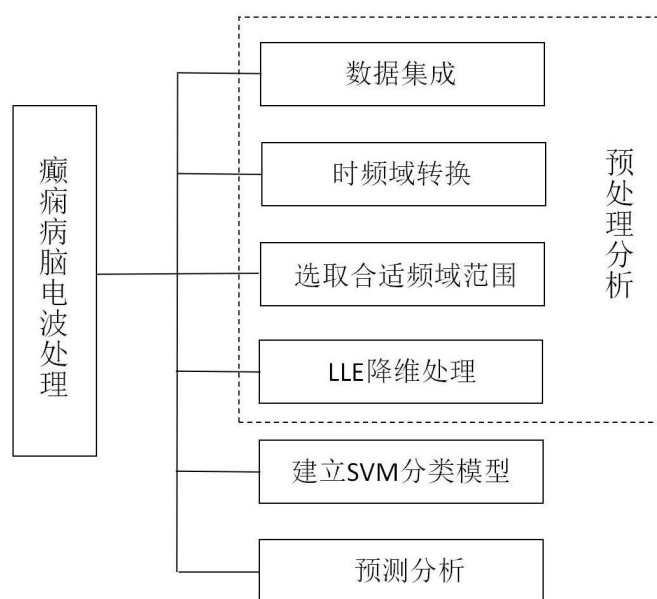 癫痫病脑电波处理
数据集成
时频域转换
选取合适频域范围
LLE降维处理
预处理分析
建立SVM分类模型
预测分析